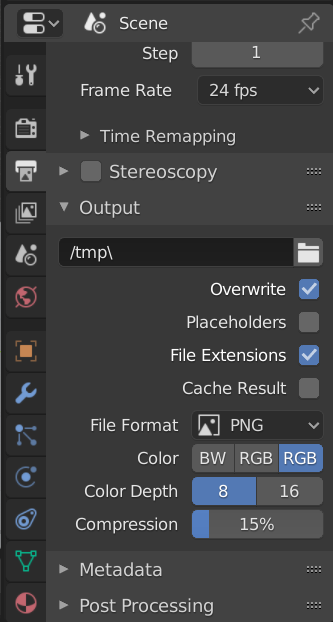 Scene
Step 1
Frame Rate 24 fps
Time Remapping
Stereoscopy
Output
/tmp\
Overwrite
Placeholders
File Extensions
Cache Result
File Format PNG
Color BW RGB RGB
Color Depth 8 16
Compression 15%
Metadata
Post Processing